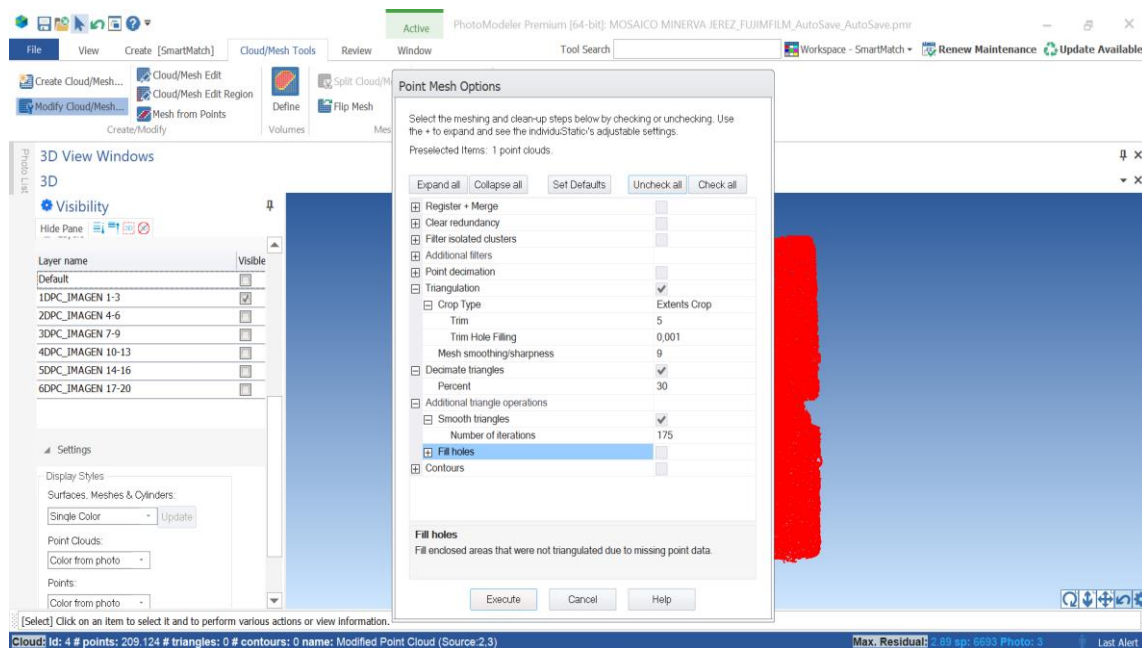 Active
PhotoModeler Premium [64-bit]: MOSAICO MINERVA JEREZ_FUJIMFILM_AutoSave_AutoSave.pmr
File View Create [SmartMatch] Cloud/Mesh Tools Review Window Tool Search Workspace - SmartMatch Renew Maintenance Update Available
Create Cloud/Mesh...
Modify Cloud/Mesh...
Cloud/Mesh Edit
Cloud/Mesh Edit Region
Mesh from Points
Create/Modify
Define
Volumes
Split Cloud/M
Flip Mesh
Mes
Photo List
3D View Windows
3D
Visibility
Hide Pane
Layer name Visible
Default
1DPC_IMAGEN 1-3
2DPC_IMAGEN 4-6
3DPC_IMAGEN 7-9
4DPC_IMAGEN 10-13
5DPC_IMAGEN 14-16
6DPC_IMAGEN 17-20
Settings
Display Styles
Surfaces, Meshes & Cylinders:
Single Color Update
Point Clouds:
Color from photo
Points:
Color from photo
Point Mesh Options
Select the meshing and clean-up steps below by checking or unchecking. Use
the + to expand and see the individuStatic's adjustable settings.
Preselected Items: 1 point clouds.
Expand all Collapse all Set Defaults Uncheck all Check all
Register + Merge
Clear redundancy
Filter isolated clusters
Additional filters
Point decimation
Triangulation
Crop Type Extents Crop
Trim 5
Trim Hole Filling 0,001
Mesh smoothing/sharpness 9
Decimate triangles
Percent 30
Additional triangle operations
Smooth triangles
Number of iterations 175
Fill holes
Contours
Fill holes
Fill enclosed areas that were not triangulated due to missing point data.
Execute Cancel Help
[Select] Click on an item to select it and to perform various actions or view information.
Cloud: Id: 4 # points: 209.124 # triangles: 0 # contours: 0 name: Modified Point Cloud (Source:2,3) Max. Residual: 2.89 sp: 6693 Photo: 3 Last Alert